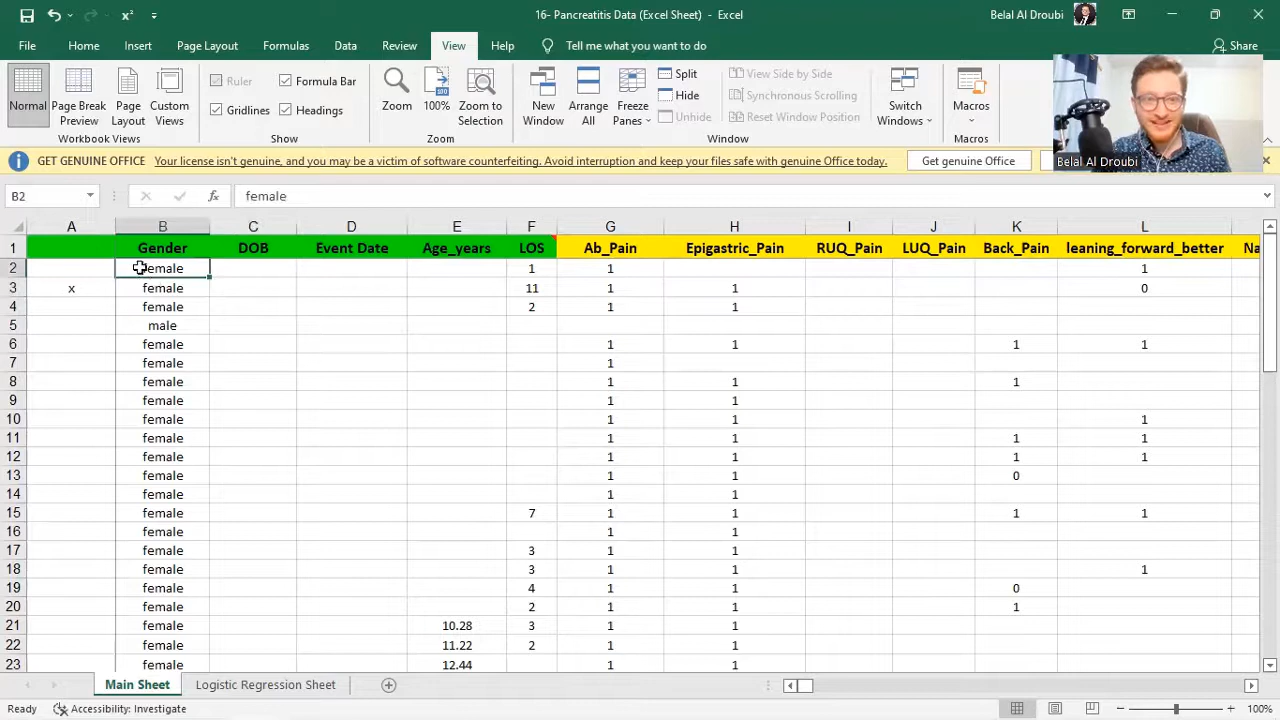 16- Pancreatitis Data (Excel Sheet) - Excel
Belal Al Droubi
File Home Insert Page Layout Formulas Data Review View Help Tell me what you want to do Share
Normal
Page Break Preview
Page Layout
Custom Views
Workbook Views
Ruler
Formula Bar
Gridlines
Headings
Show
Zoom
100%
Zoom to Selection
Zoom
New Window
Arrange All
Freeze Panes
Split
Hide
Unhide
View Side by Side
Synchronous Scrolling
Reset Window Position
Window
Switch Windows
Macros
Macros
Belal Al Droubi
GET GENUINE OFFICE Your license isn't genuine, and you may be a victim of software counterfeiting. Avoid interruption and keep your files safe with genuine Office today. Get genuine Office
B2 fx female
A B C D E F G H I J K L
1 Gender DOB Event Date Age_years LOS Ab_Pain Epigastric_Pain RUQ_Pain LUQ_Pain Back_Pain leaning_forward_better Na
2 female 1 1 1
3 x female 11 1 1 0
4 female 2 1 1
5 male
6 female 1 1 1 1
7 female 1
8 female 1 1 1
9 female 1 1
10 female 1 1 1
11 female 1 1 1 1
12 female 1 1 1 1
13 female 1 1 0
14 female 1 1
15 female 7 1 1 1 1
16 female 1 1
17 female 3 1 1
18 female 3 1 1 1
19 female 4 1 1 0
20 female 2 1 1 1
21 female 10.28 3 1 1
22 female 11.22 2 1 1
23 female 12.44 1 1
Main Sheet Logistic Regression Sheet
Ready Accessibility: Investigate 100%